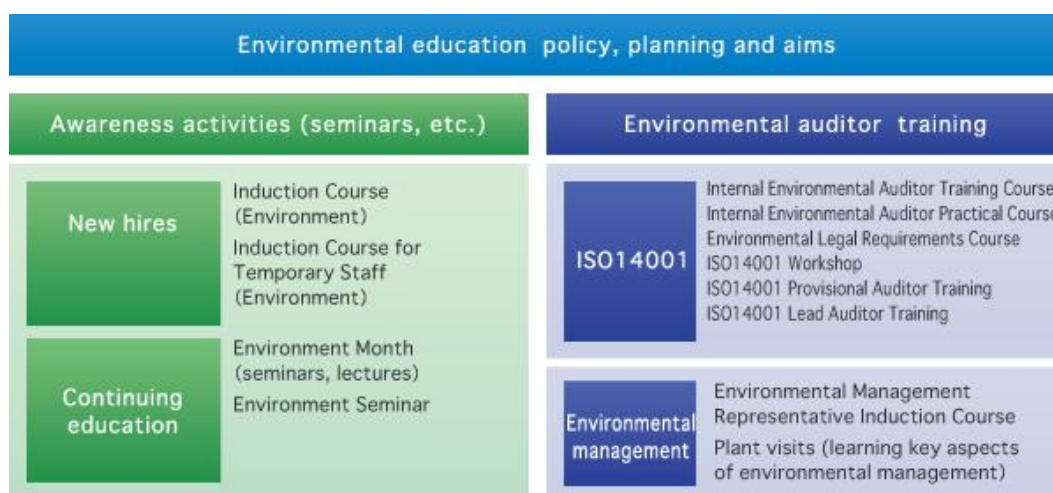 Environmental education policy, planning and aims
Awareness activities (seminars, etc.)
New hires
Induction Course
(Environment)
Induction Course for
Temporary Staff
(Environment)
Continuing
education
Environment Month
(seminars, lectures)
Environment Seminar
Environmental auditor training
ISO14001
Internal Environmental Auditor Training Course
Internal Environmental Auditor Practical Course
Environmental Legal Requirements Course
ISO14001 Workshop
ISO14001 Provisional Auditor Training
ISO14001 Lead Auditor Training
Environmental
management
Environmental Management
Representative Induction Course
Plant visits (learning key aspects
of environmental management)